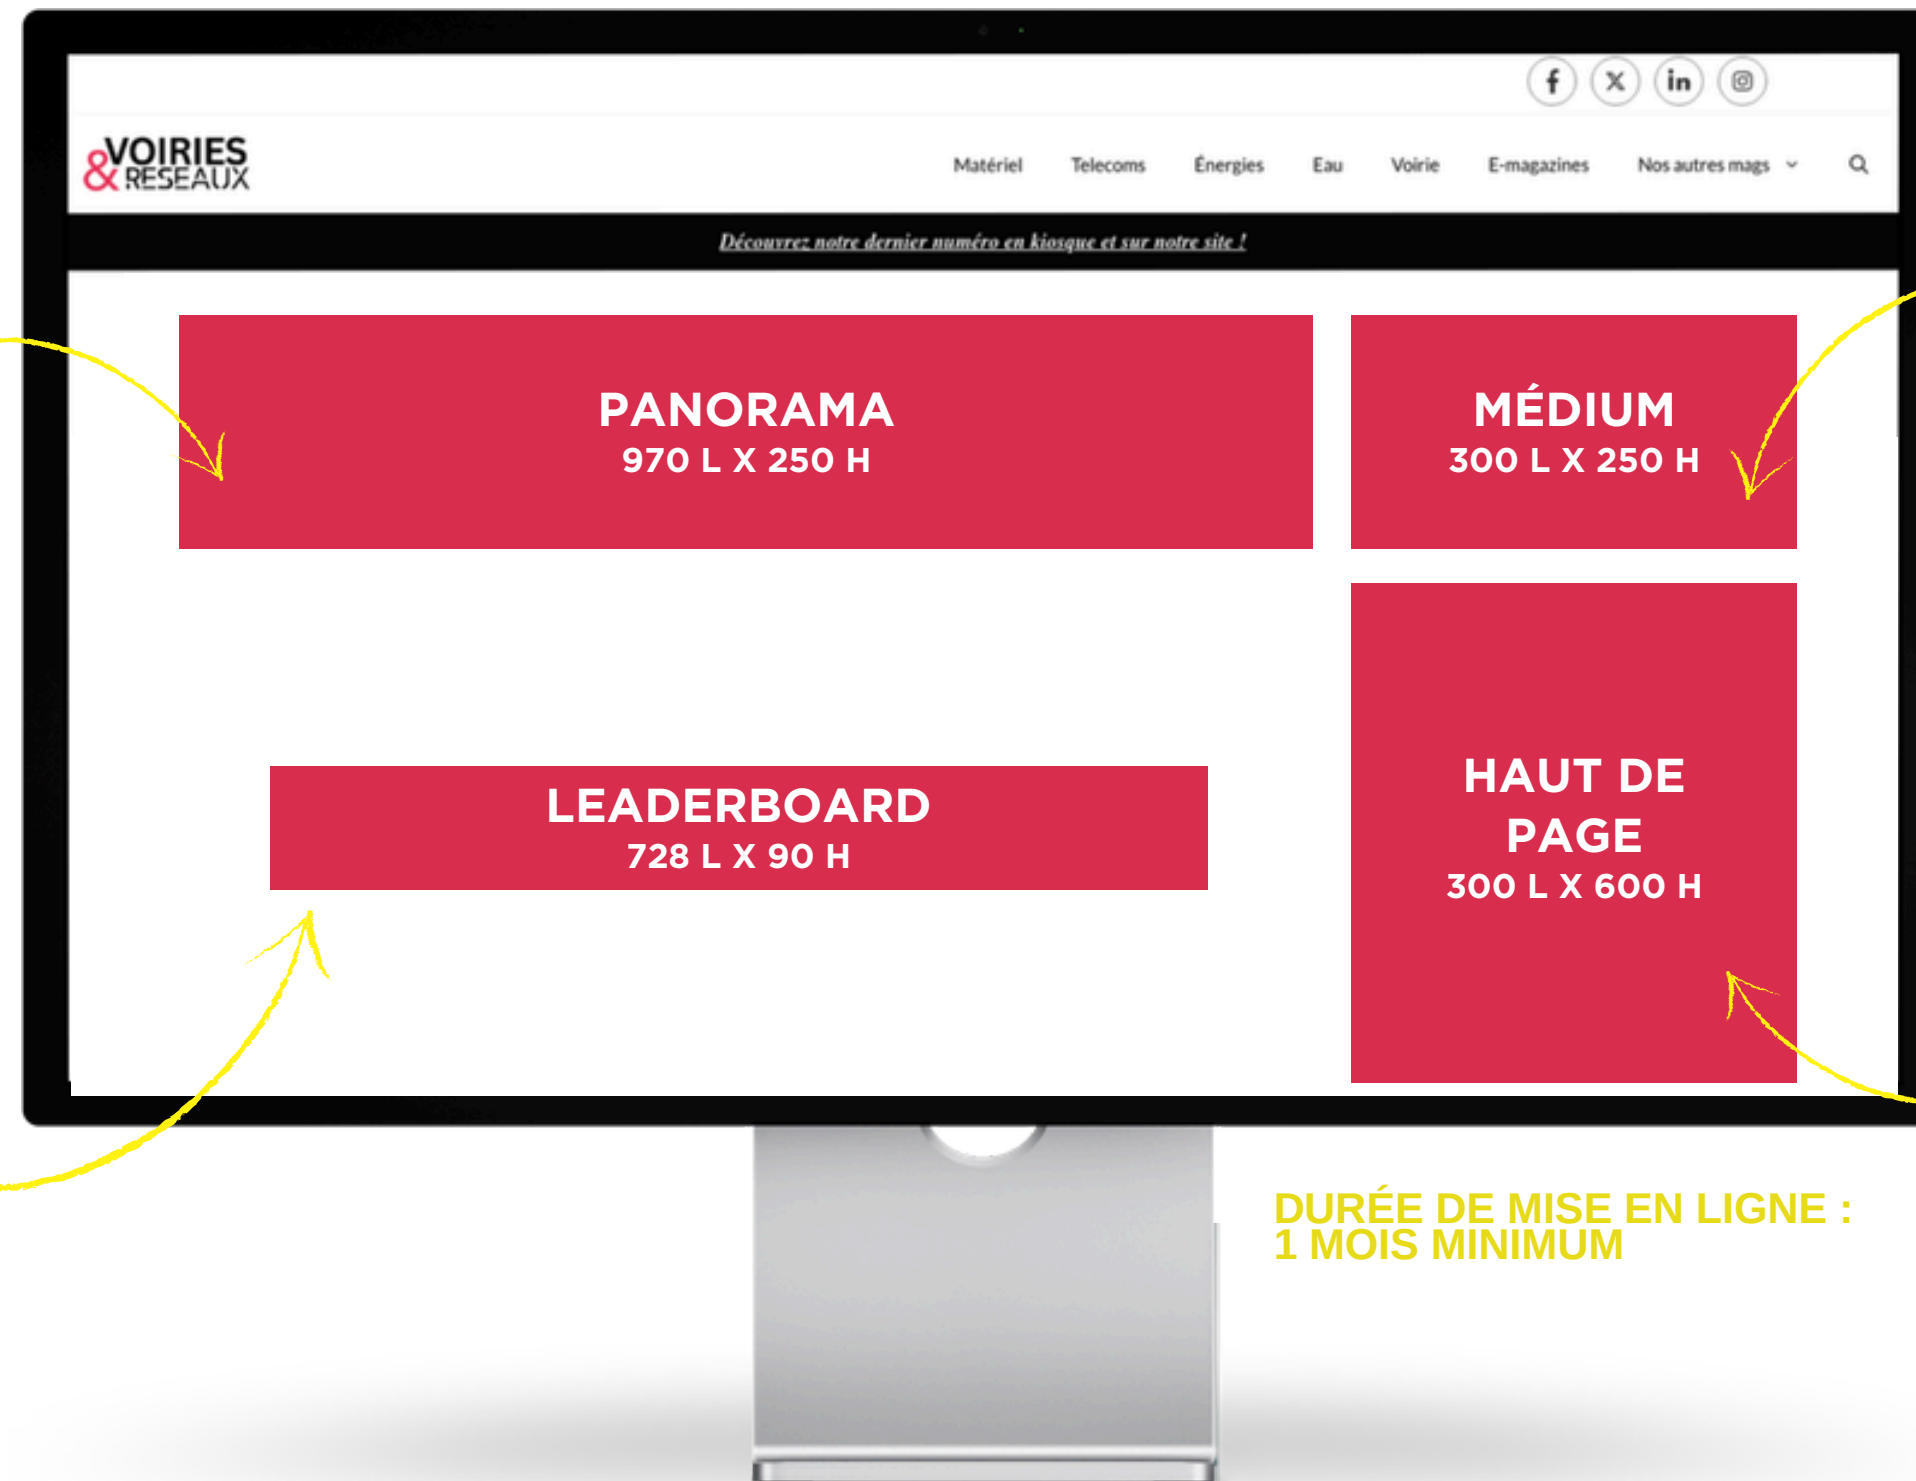 &VOIRIES
RESEAUX
Matériel Telecoms Énergies Eau Voirie E-magazines Nos autres mags
Découvrez notre dernier numéro en kiosque et sur notre site !
PANORAMA
970 L X 250 H
MÉDIUM
300 L X 250 H
LEADERBOARD
728 L X 90 H
HAUT DE
PAGE
300 L X 600 H
DURÉE DE MISE EN LIGNE :
1 MOIS MINIMUM